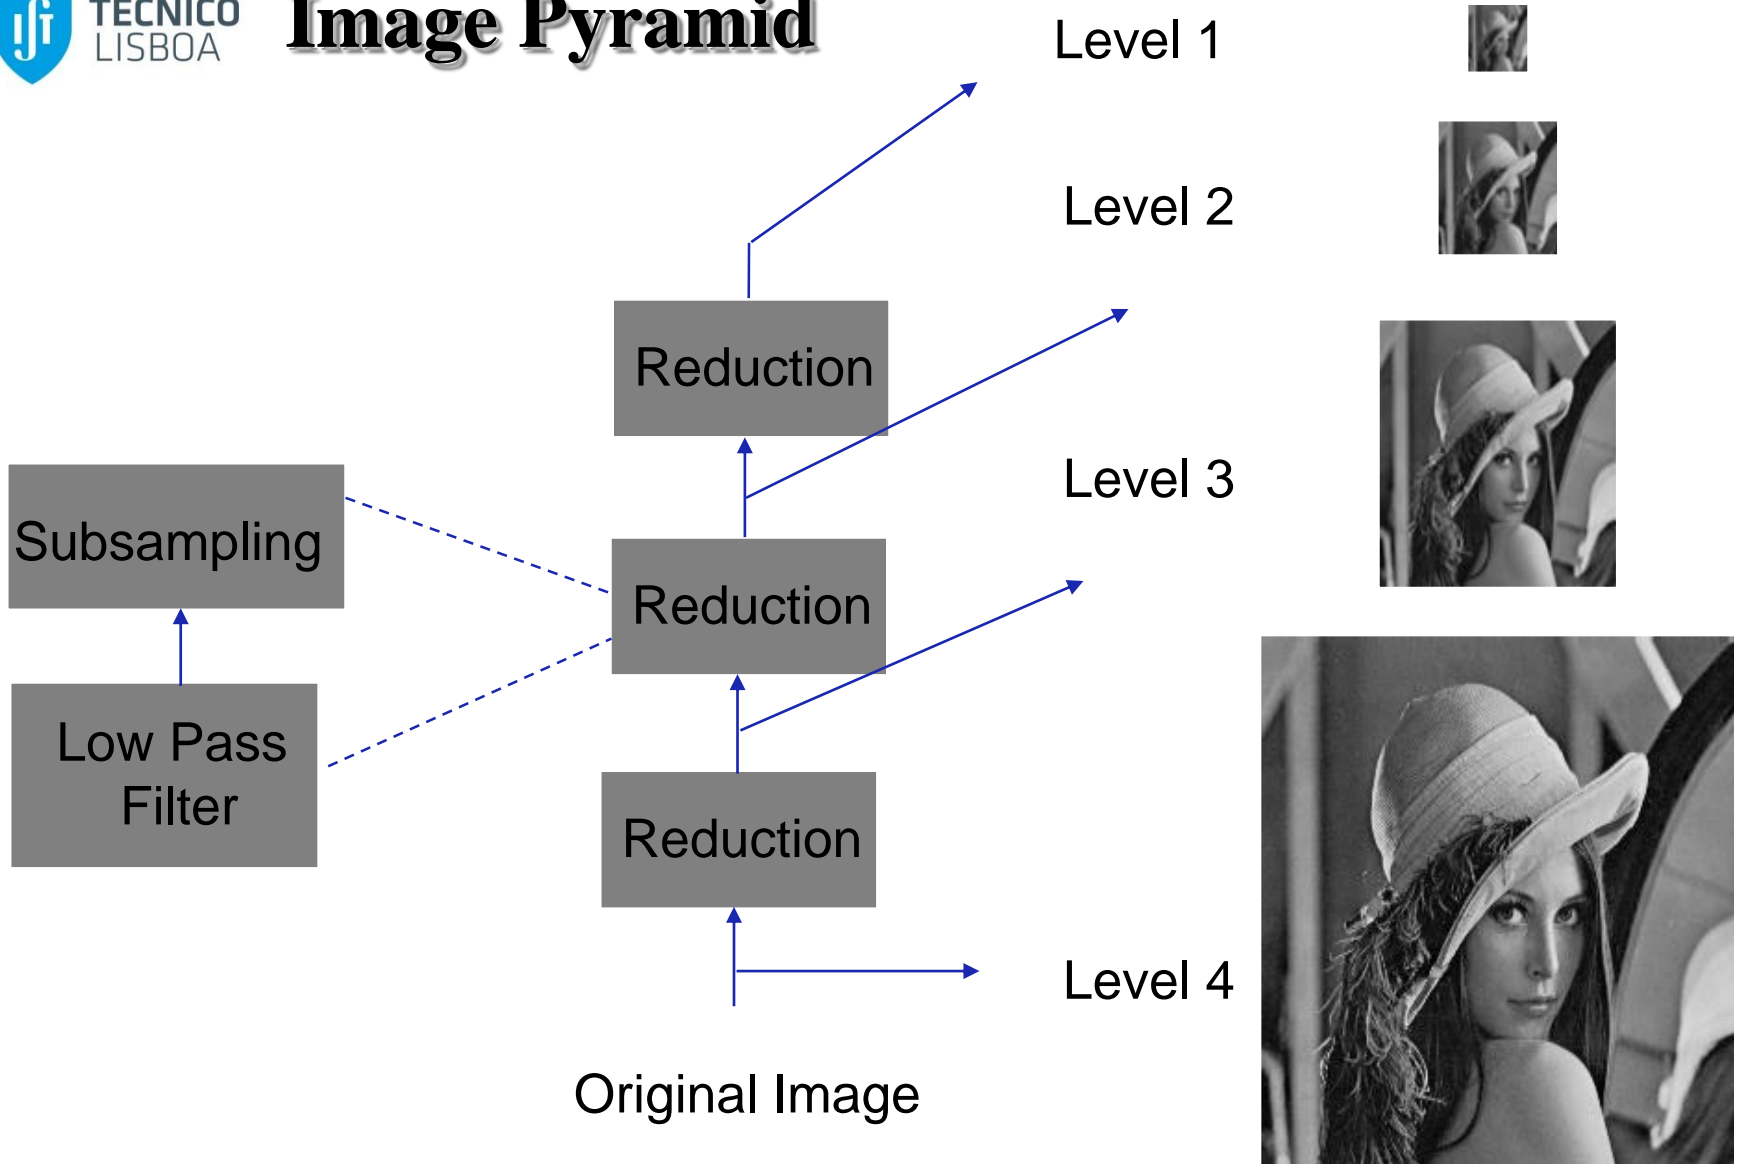 TÉCNICO
LISBOA
Image Pyramid
Level 1
Level 2
Reduction
Level 3
Subsampling
Reduction
Low Pass
Filter
Reduction
Level 4
Original Image